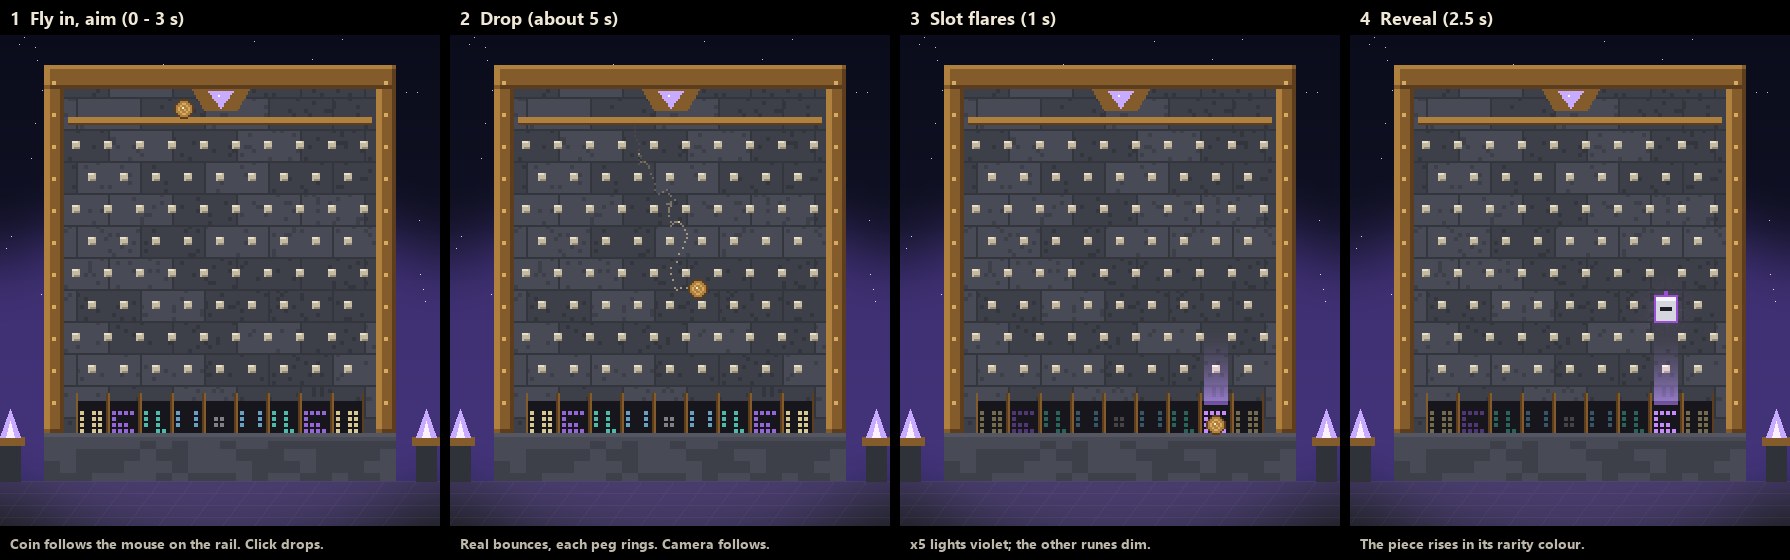 1 Fly in, aim (0 - 3 s)
2 Drop (about 5 s)
3 Slot flares (1 s)
4 Reveal (2.5 s)
Coin follows the mouse on the rail. Click drops.
Real bounces, each peg rings. Camera follows.
x5 lights violet; the other runes dim.
The piece rises in its rarity colour.